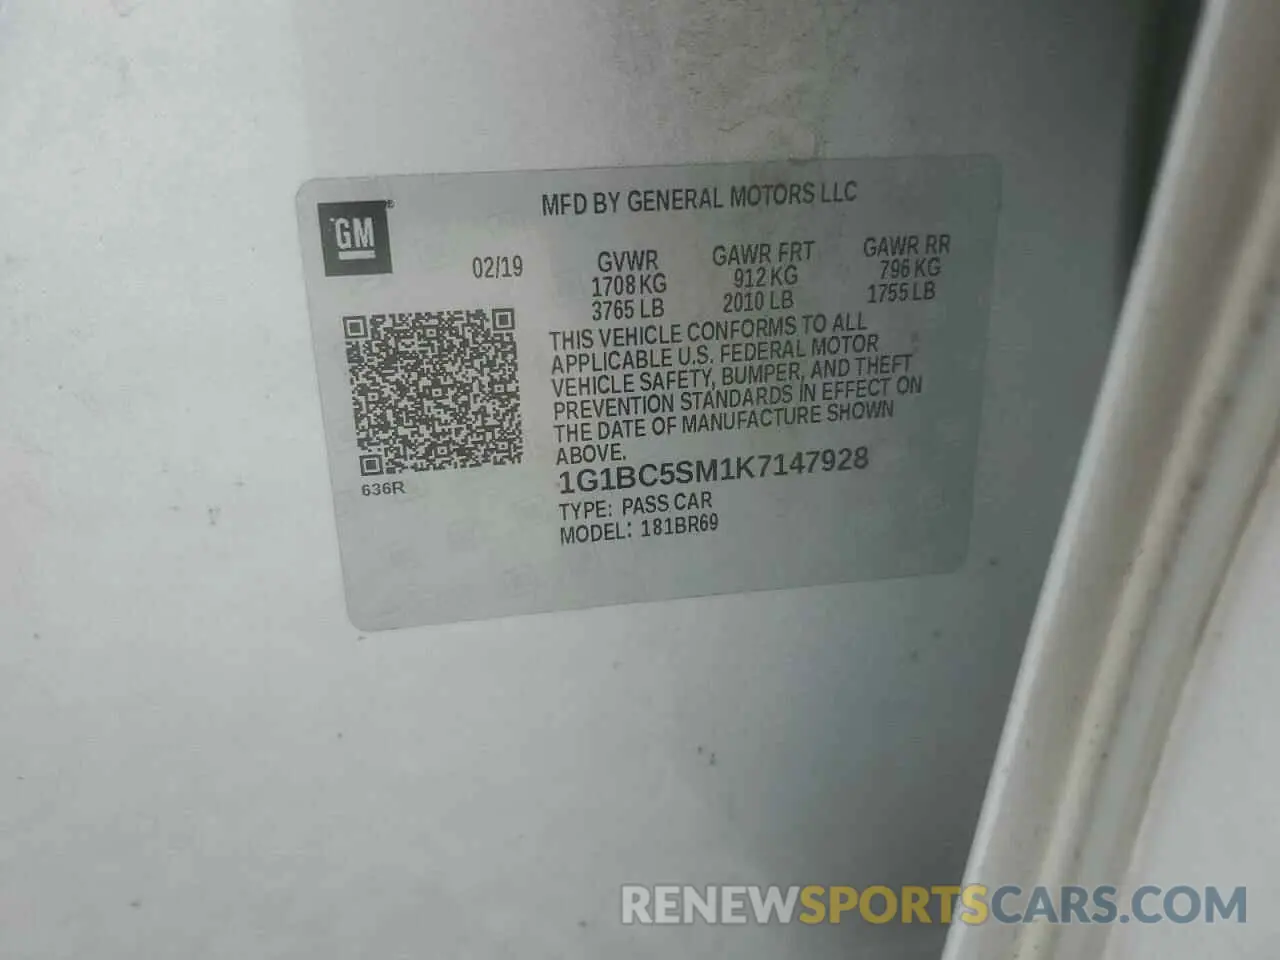 MFD BY GENERAL MOTORS LLC
GM®
02/19
GVWR GAWR FRT GAWR RR
1708 KG 912 KG 796 KG
3765 LB 2010 LB 1755 LB
THIS VEHICLE CONFORMS TO ALL
APPLICABLE U.S. FEDERAL MOTOR
VEHICLE SAFETY, BUMPER, AND THEFT
PREVENTION STANDARDS IN EFFECT ON
THE DATE OF MANUFACTURE SHOWN
ABOVE.
1G1BC5SM1K7147928
636R
TYPE: PASS CAR
MODEL: 181BR69
RENEWSPORTSCARS.COM